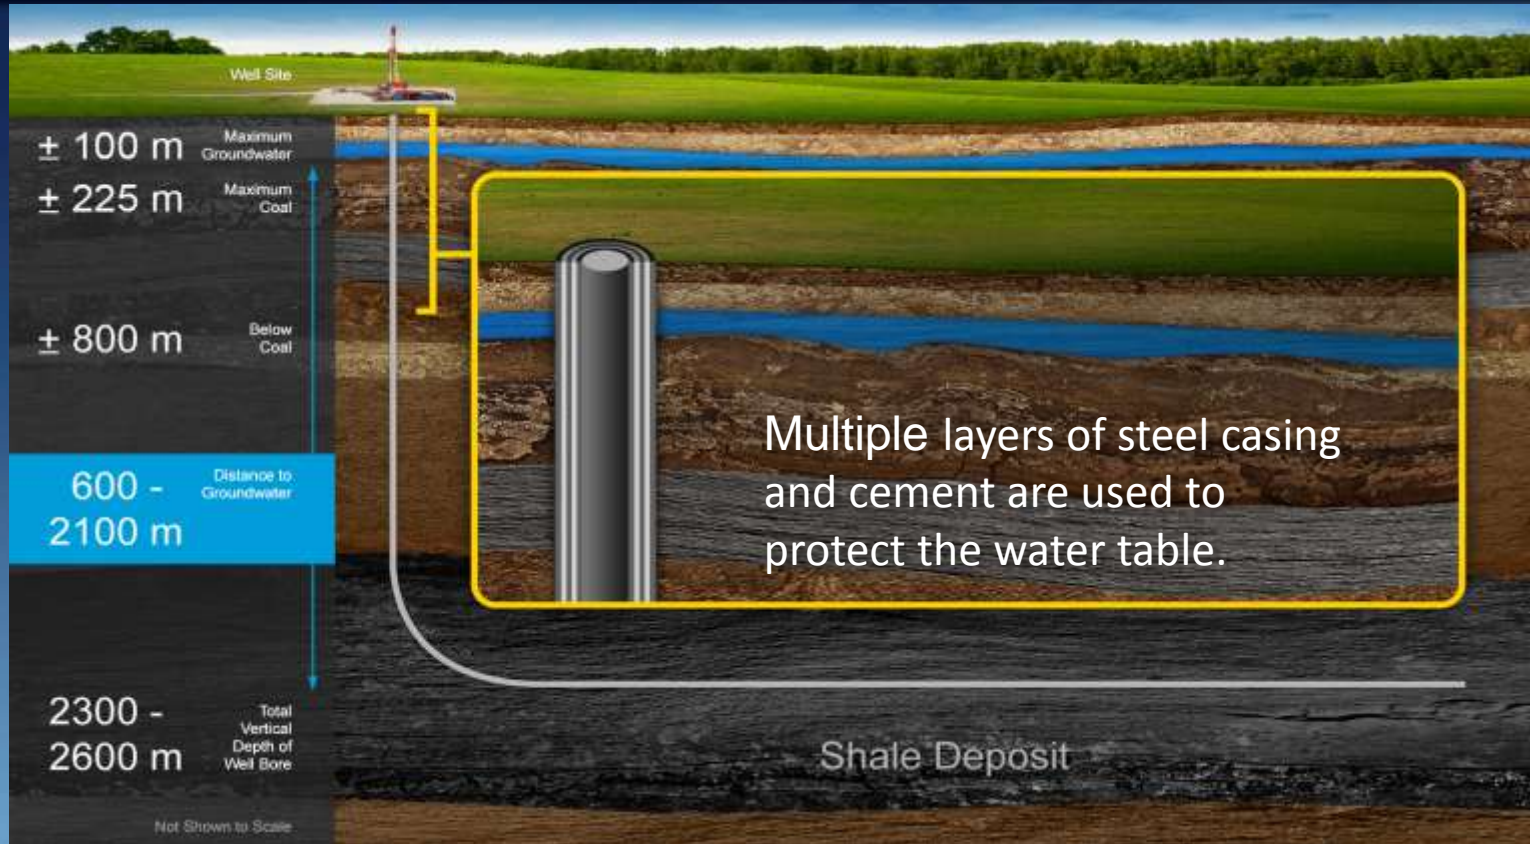 Well Site
± 100 m
Maximum
Groundwater
± 225 m
Maximum
Coal
± 800 m
Below
Coal
600 -
2100 m
Distance to
Groundwater
2300 -
2600 m
Total
Vertical
Depth of
Well Bore
Not Shown to Scale
Multiple layers of steel casing
and cement are used to
protect the water table.
Shale Deposit